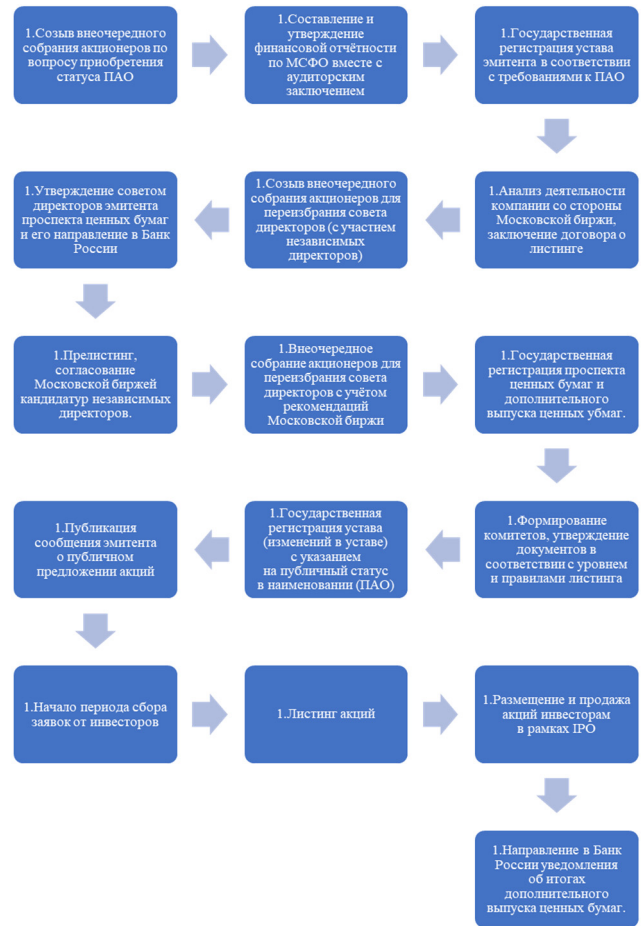 1.Созыв внеочередного
собрания акционеров по
вопросу приобретения
статуса ПАО
1.Составление и
утверждение
финансовой отчётности
по МСФО вместе с
аудиторским
заключением
1.Государственная
регистрация устава
эмитента в соответствии
с требованиями к ПАО
1.Анализ деятельности
компании со стороны
Московской биржи,
заключение договора о
листинге
1.Созыв внеочередного
собрания акционеров для
переизбрания совета
директоров (с участием
независимых
директоров)
1.Утверждение советом
директоров эмитента
проспекта ценных бумаг
и его направление в Банк
России
1.Прелистинг,
согласование
Московской биржей
кандидатур независимых
директоров.
1.Внеочередное
собрание акционеров для
переизбрания совета
директоров с учётом
рекомендаций
Московской биржи
1.Государственная
регистрация проспекта
ценных бумаг и
дополнительного
выпуска ценных убмаг.
1.Формирование
комитетов, утверждение
документов в
соответствии с уровнем
и правилами листинга
1.Государственная
регистрация устава
(изменений в уставе)
с указанием
на публичный статус
в наименовании (ПАО)
1.Публикация
сообщения эмитента
о публичном
предложении акций
1.Начало периода сбора
заявок от инвесторов
1.Листинг акций
1.Размещение и продажа
акций инвесторам
в рамках IPO
1.Направление в Банк
России уведомления
об итогах
дополнительного
выпуска ценных бумаг.